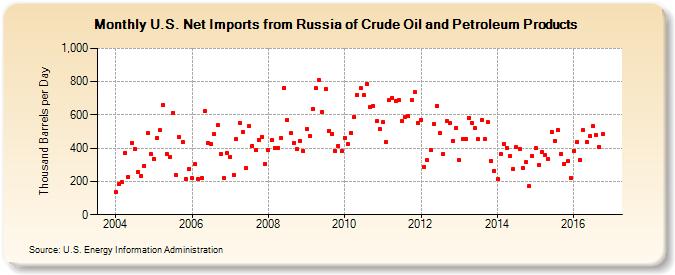 Monthly U.S. Net Imports from Russia of Crude Oil and Petroleum Products
Thousand Barrels per Day
1,000
800
600
400
200
0
2004 2006 2008 2010 2012 2014 2016
Source: U.S. Energy Information Administration